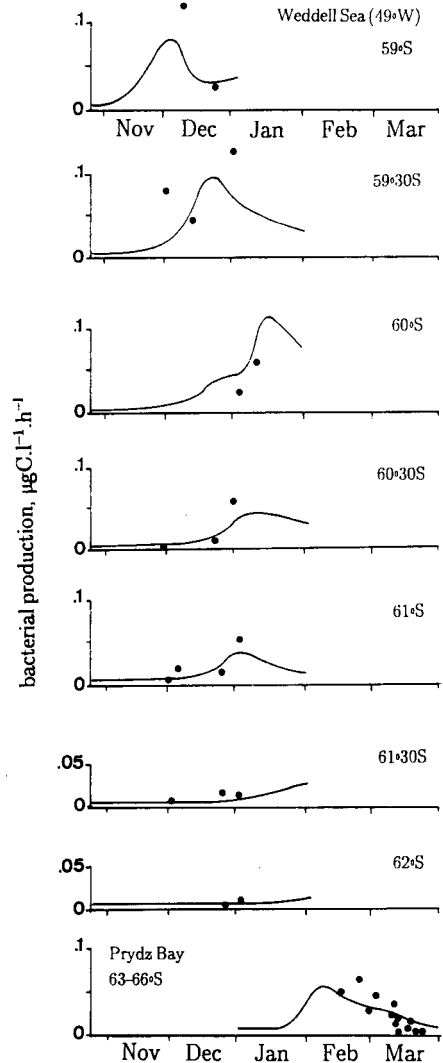 Weddell Sea (49°W)
59°S
.1
0
Nov Dec Jan Feb Mar
.1
0
59°30S
.1
0
60°S
.1
0
60°30S
.1
0
61°S
.05
0
61°30S
.05
0
62°S
.1
0
Prydz Bay
63-66°S
Nov Dec Jan Feb Mar
bacterial production, µgC.l⁻¹.h⁻¹